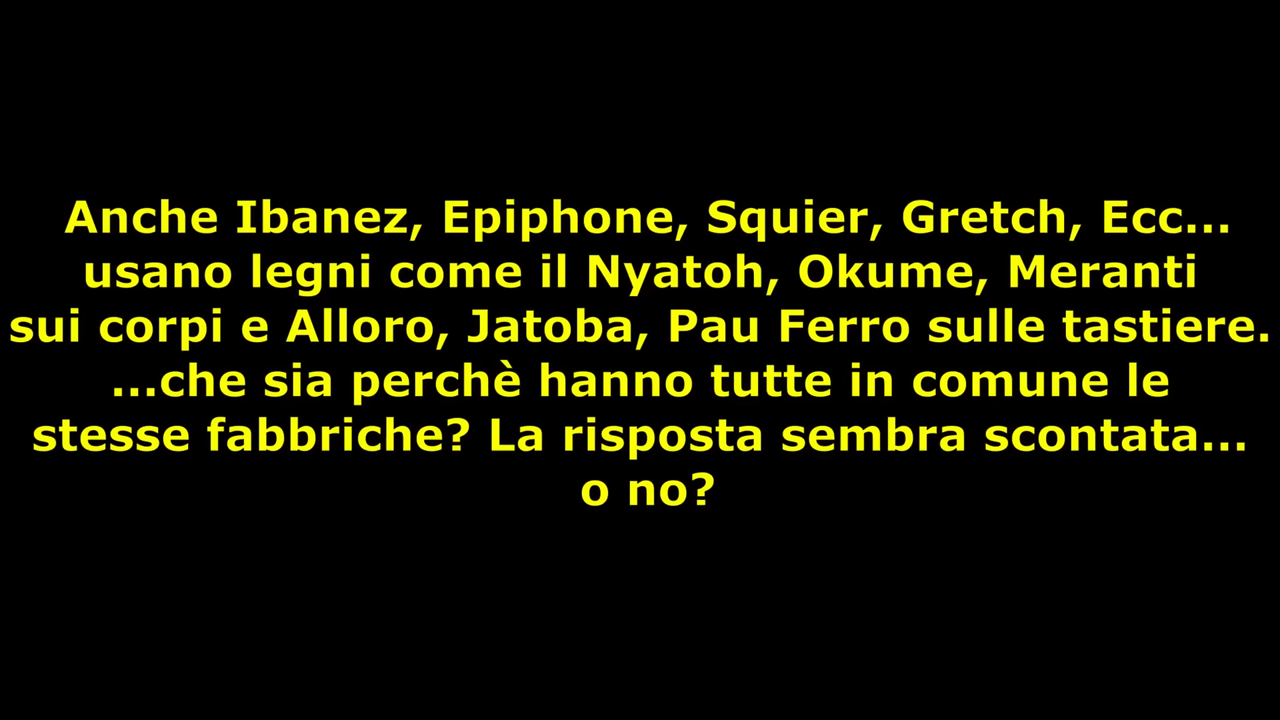 Anche Ibanez, Epiphone, Squier, Gretch, Ecc...
usano legni come il Nyatoh, Okume, Meranti
sui corpi e Alloro, Jatoba, Pau Ferro sulle tastiere.
...che sia perchè hanno tutte in comune le
stesse fabbriche? La risposta sembra scontata...
o no?